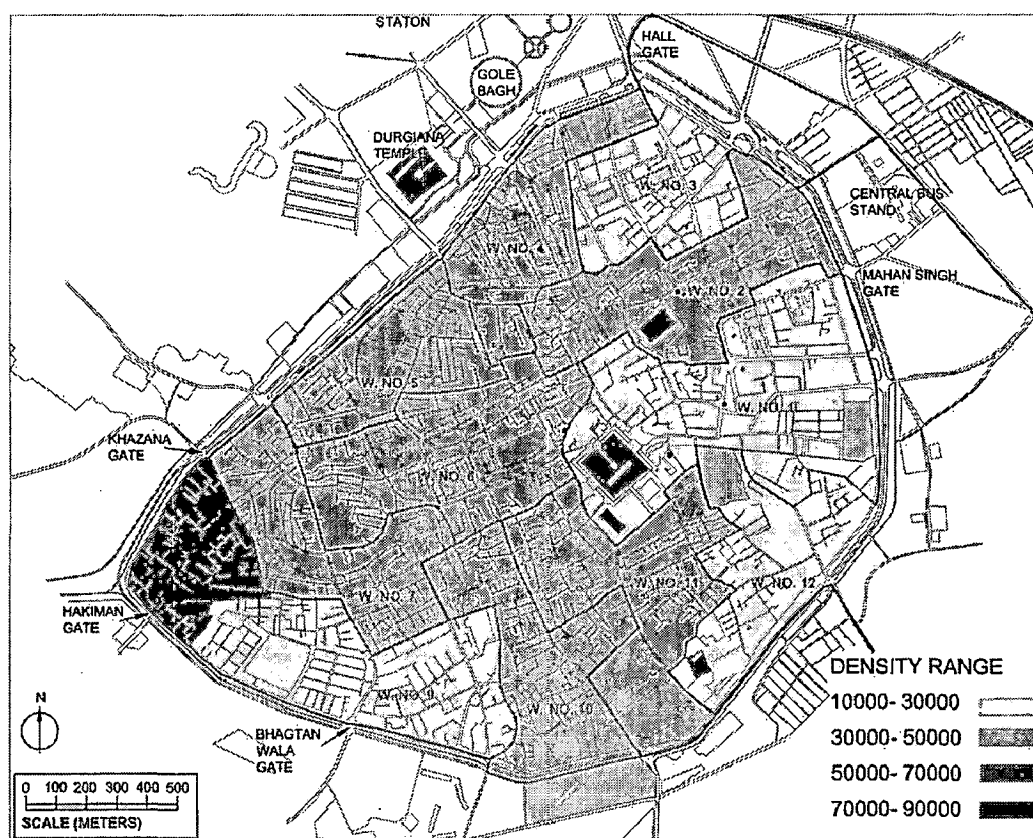 STATON
HALL
GATE
GOLE
BAGH
DURGIANA
TEMPLE
W. NO. 3
CENTRAL BUS
STAND
W. NO. 4
MAHAN SINGH
GATE
W. NO. 2
W. NO. 5
W. NO. 1
KHAZANA
GATE
W. NO. 6
W. NO. 11
W. NO. 12
W. NO. 7
HAKIMAN
GATE
W. NO. 9
W. NO. 10
BHAGTAN
WALA
GATE
N
0 100 200 300 400 500
SCALE (METERS)
DENSITY RANGE
10000-30000
30000-50000
50000-70000
70000-90000